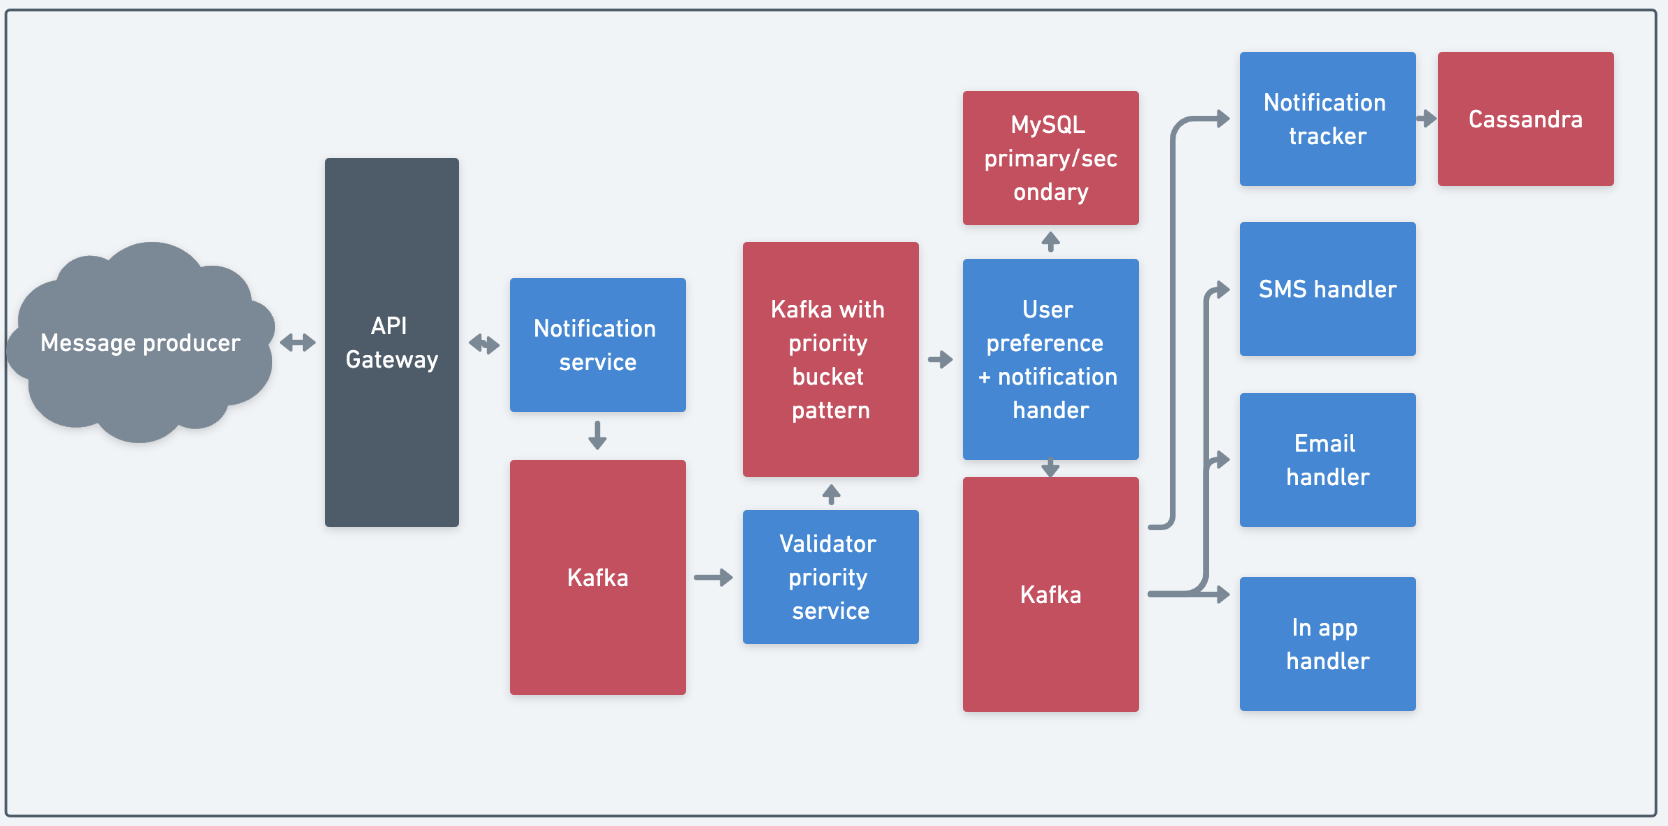 Message producer
API
Gateway
Notification
service
Kafka
Kafka with
priority
bucket
pattern
Validator
priority
service
MySQL
primary/sec
ondary
User
preference
+ notification
hander
Kafka
Notification
tracker
Cassandra
SMS handler
Email
handler
In app
handler